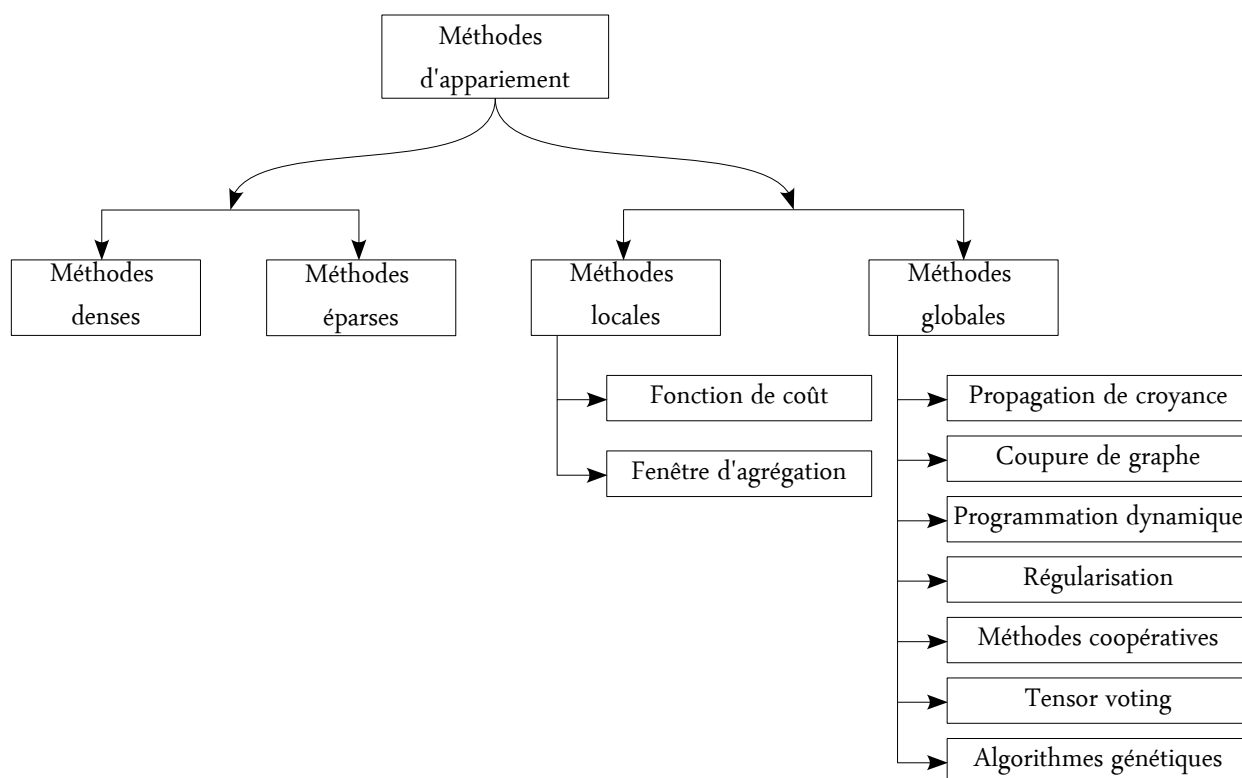 Méthodes
d'appariement
Méthodes
denses
Méthodes
éparses
Méthodes
locales
Méthodes
globales
Fonction de coût
Fenêtre d'agrégation
Propagation de croyance
Coupure de graphe
Programmation dynamique
Régularisation
Méthodes coopératives
Tensor voting
Algorithmes génétiques